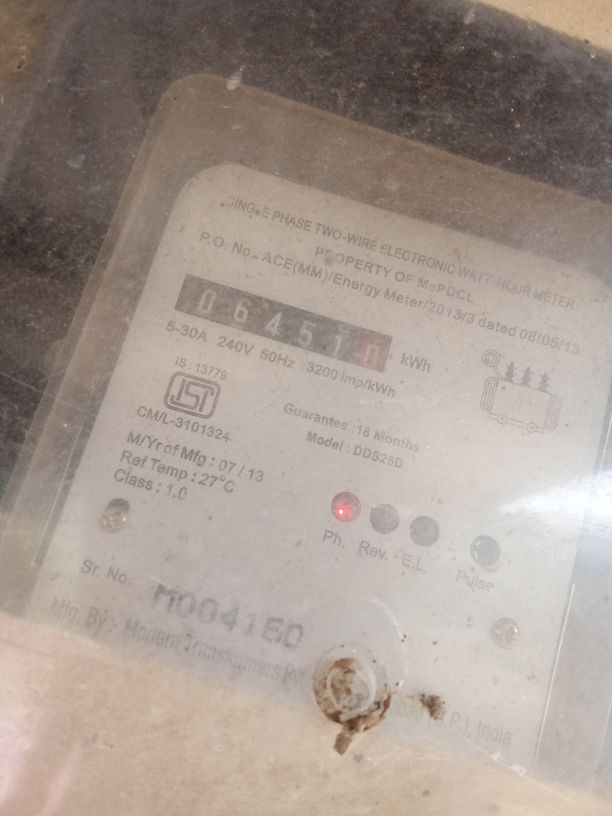 SINGLE PHASE TWO-WIRE ELECTRONIC WATT-HOUR METER
PROPERTY OF MePDCL
P.O. No. ACE(MM)/Energy Meter/2013/3 dated 08/05/13
064510 kWh
5-30A 240V 50Hz :3200 imp/kWh
IS : 13779
ISI
CM/L-3101324
Guarantee :18 Months
Model : DDS26D
M/Yr of Mfg : 07 / 13
Ref Temp : 27°C
Class : 1.0
Ph. Rev. E.L. Pulse
Sr. No. M004180
Mfg. By : Modern Transformers
India